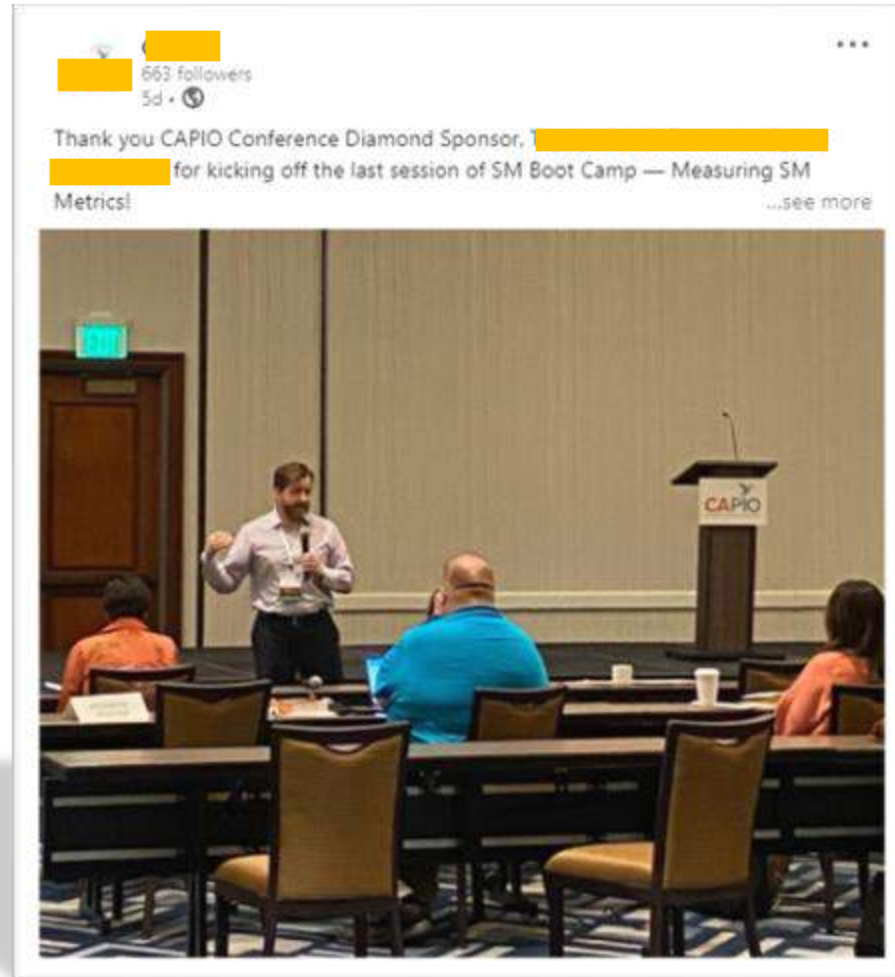 663 followers
5d •
Thank you CAPIO Conference Diamond Sponsor,
for kicking off the last session of SM Boot Camp — Measuring SM
Metrics!
...see more
CAPIO